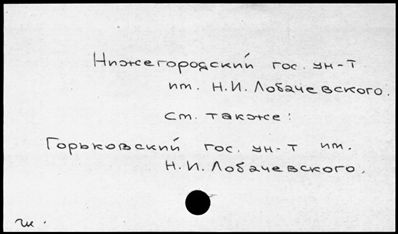 Нижегородский гос. ун-т
им. Н.И. Лобачевского.
см. также:
Горьковский гос. ун-т им.
Н.И. Лобачевского.